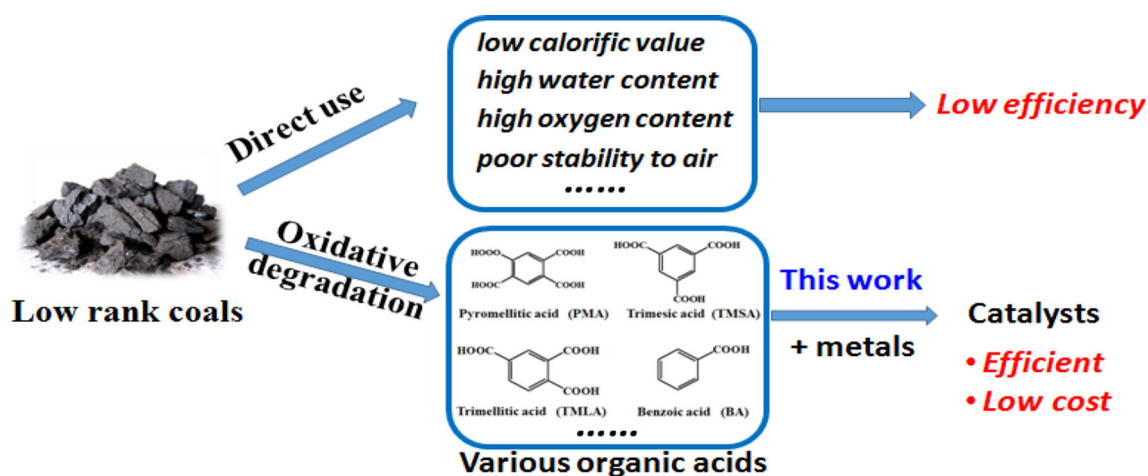 low calorific value
high water content
high oxygen content
poor stability to air
......
Direct use
Low efficiency
Low rank coals
Oxidative
degradation
HOOC COOH
HOOC COOH
Pyromellitic acid (PMA)
HOOC COOH
COOH
Trimesic acid (TMSA)
HOOC COOH
COOH
Trimellitic acid (TMLA)
COOH
Benzoic acid (BA)
......
Various organic acids
This work
+ metals
Catalysts
• Efficient
• Low cost